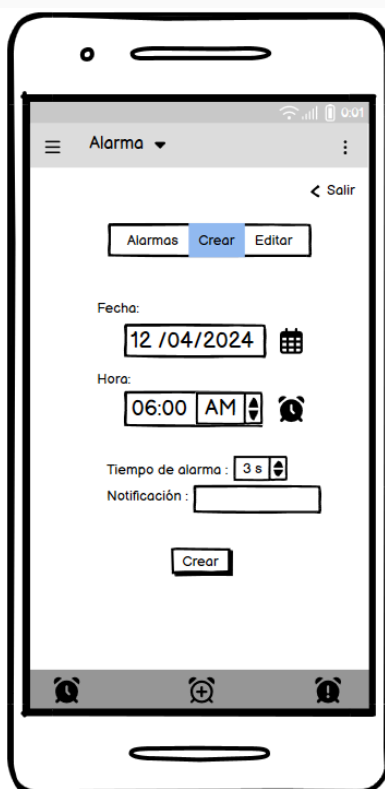 0:01
Alarma
Salir
Alarmas Crear Editar
Fecha:
12 /04/2024
Hora:
06:00 AM
Tiempo de alarma : 3 s
Notificación :
Crear